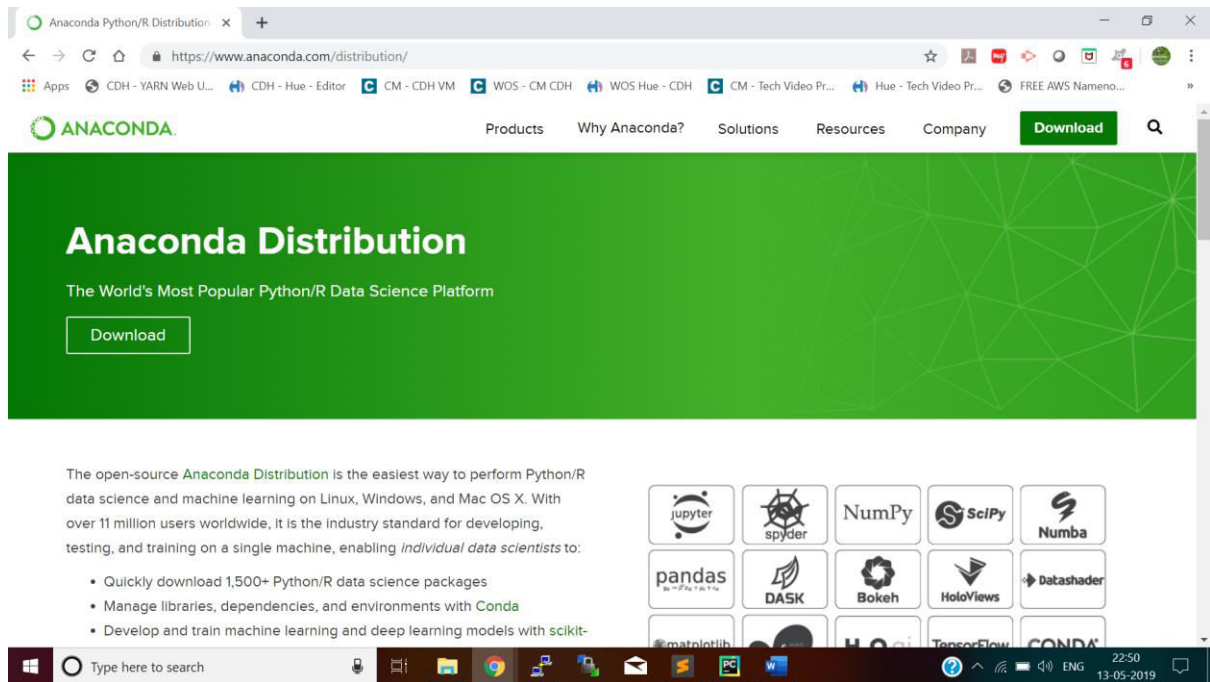 Anaconda Python/R Distribution
https://www.anaconda.com/distribution/
Apps CDH - YARN Web U... CDH - Hue - Editor CM - CDH VM WOS - CM CDH WOS Hue - CDH CM - Tech Video Pr... Hue - Tech Video Pr... FREE AWS Nameno... »
ANACONDA. Products Why Anaconda? Solutions Resources Company Download
Anaconda Distribution
The World's Most Popular Python/R Data Science Platform
Download
The open-source Anaconda Distribution is the easiest way to perform Python/R
data science and machine learning on Linux, Windows, and Mac OS X. With
over 11 million users worldwide, it is the industry standard for developing,
testing, and training on a single machine, enabling individual data scientists to:
• Quickly download 1,500+ Python/R data science packages
• Manage libraries, dependencies, and environments with Conda
• Develop and train machine learning and deep learning models with scikit-
jupyter spyder NumPy SciPy Numba
pandas DASK Bokeh HoloViews Datashader
matplotlib H2O.ai TensorFlow CONDA
Type here to search
ENG 22:50
13-05-2019